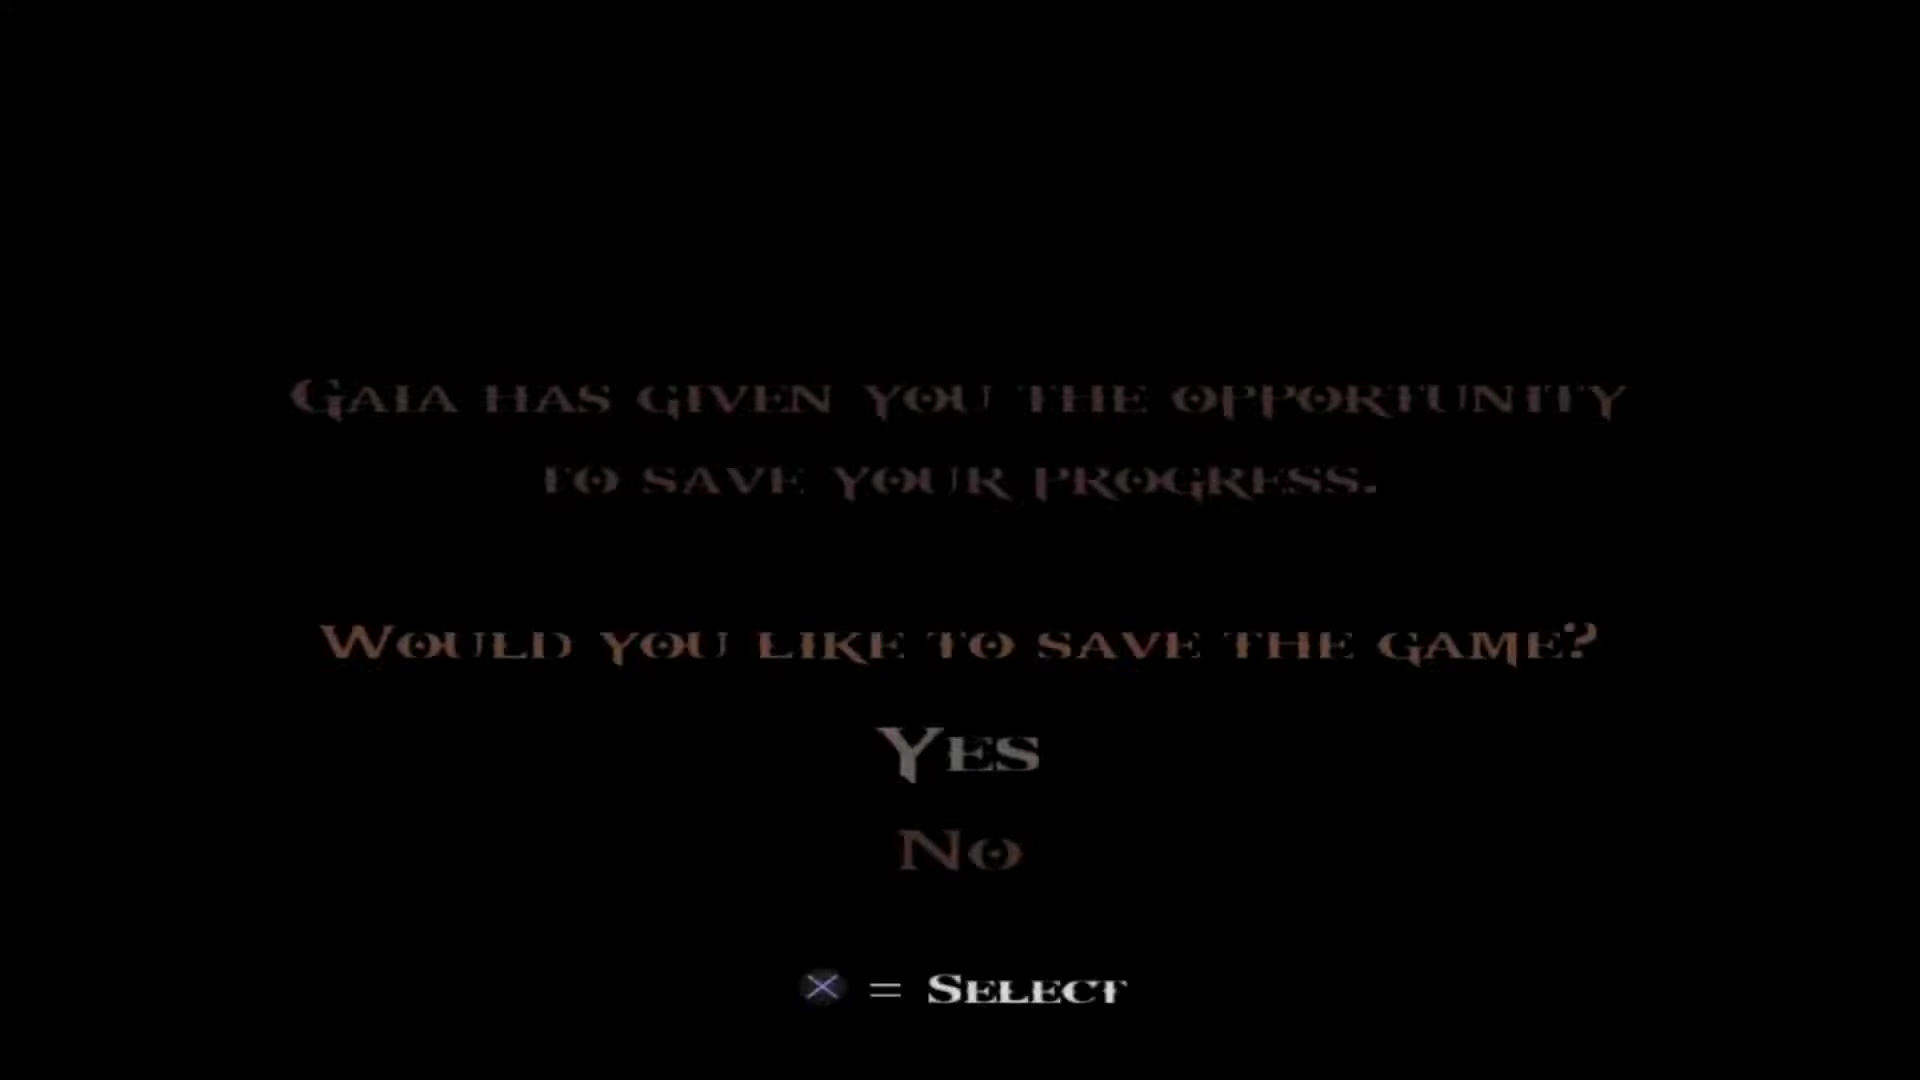 Gaia has given you the opportunity
to save your progress.
Would you like to save the game?
Yes
No
= Select